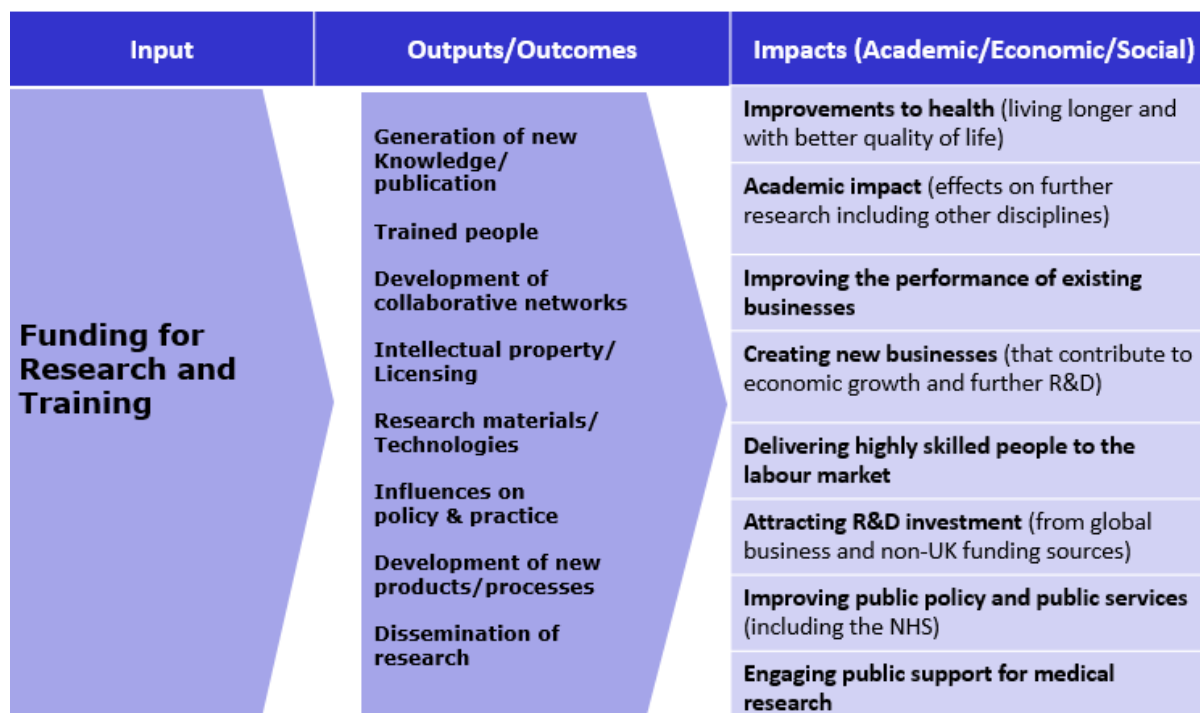 Input
Outputs/Outcomes
Impacts (Academic/Economic/Social)
Funding for
Research and
Training
Generation of new
Knowledge/
publication
Trained people
Development of
collaborative networks
Intellectual property/
Licensing
Research materials/
Technologies
Influences on
policy & practice
Development of new
products/processes
Dissemination of
research
Improvements to health (living longer and
with better quality of life)
Academic impact (effects on further
research including other disciplines)
Improving the performance of existing
businesses
Creating new businesses (that contribute to
economic growth and further R&D)
Delivering highly skilled people to the
labour market
Attracting R&D investment (from global
business and non-UK funding sources)
Improving public policy and public services
(including the NHS)
Engaging public support for medical
research